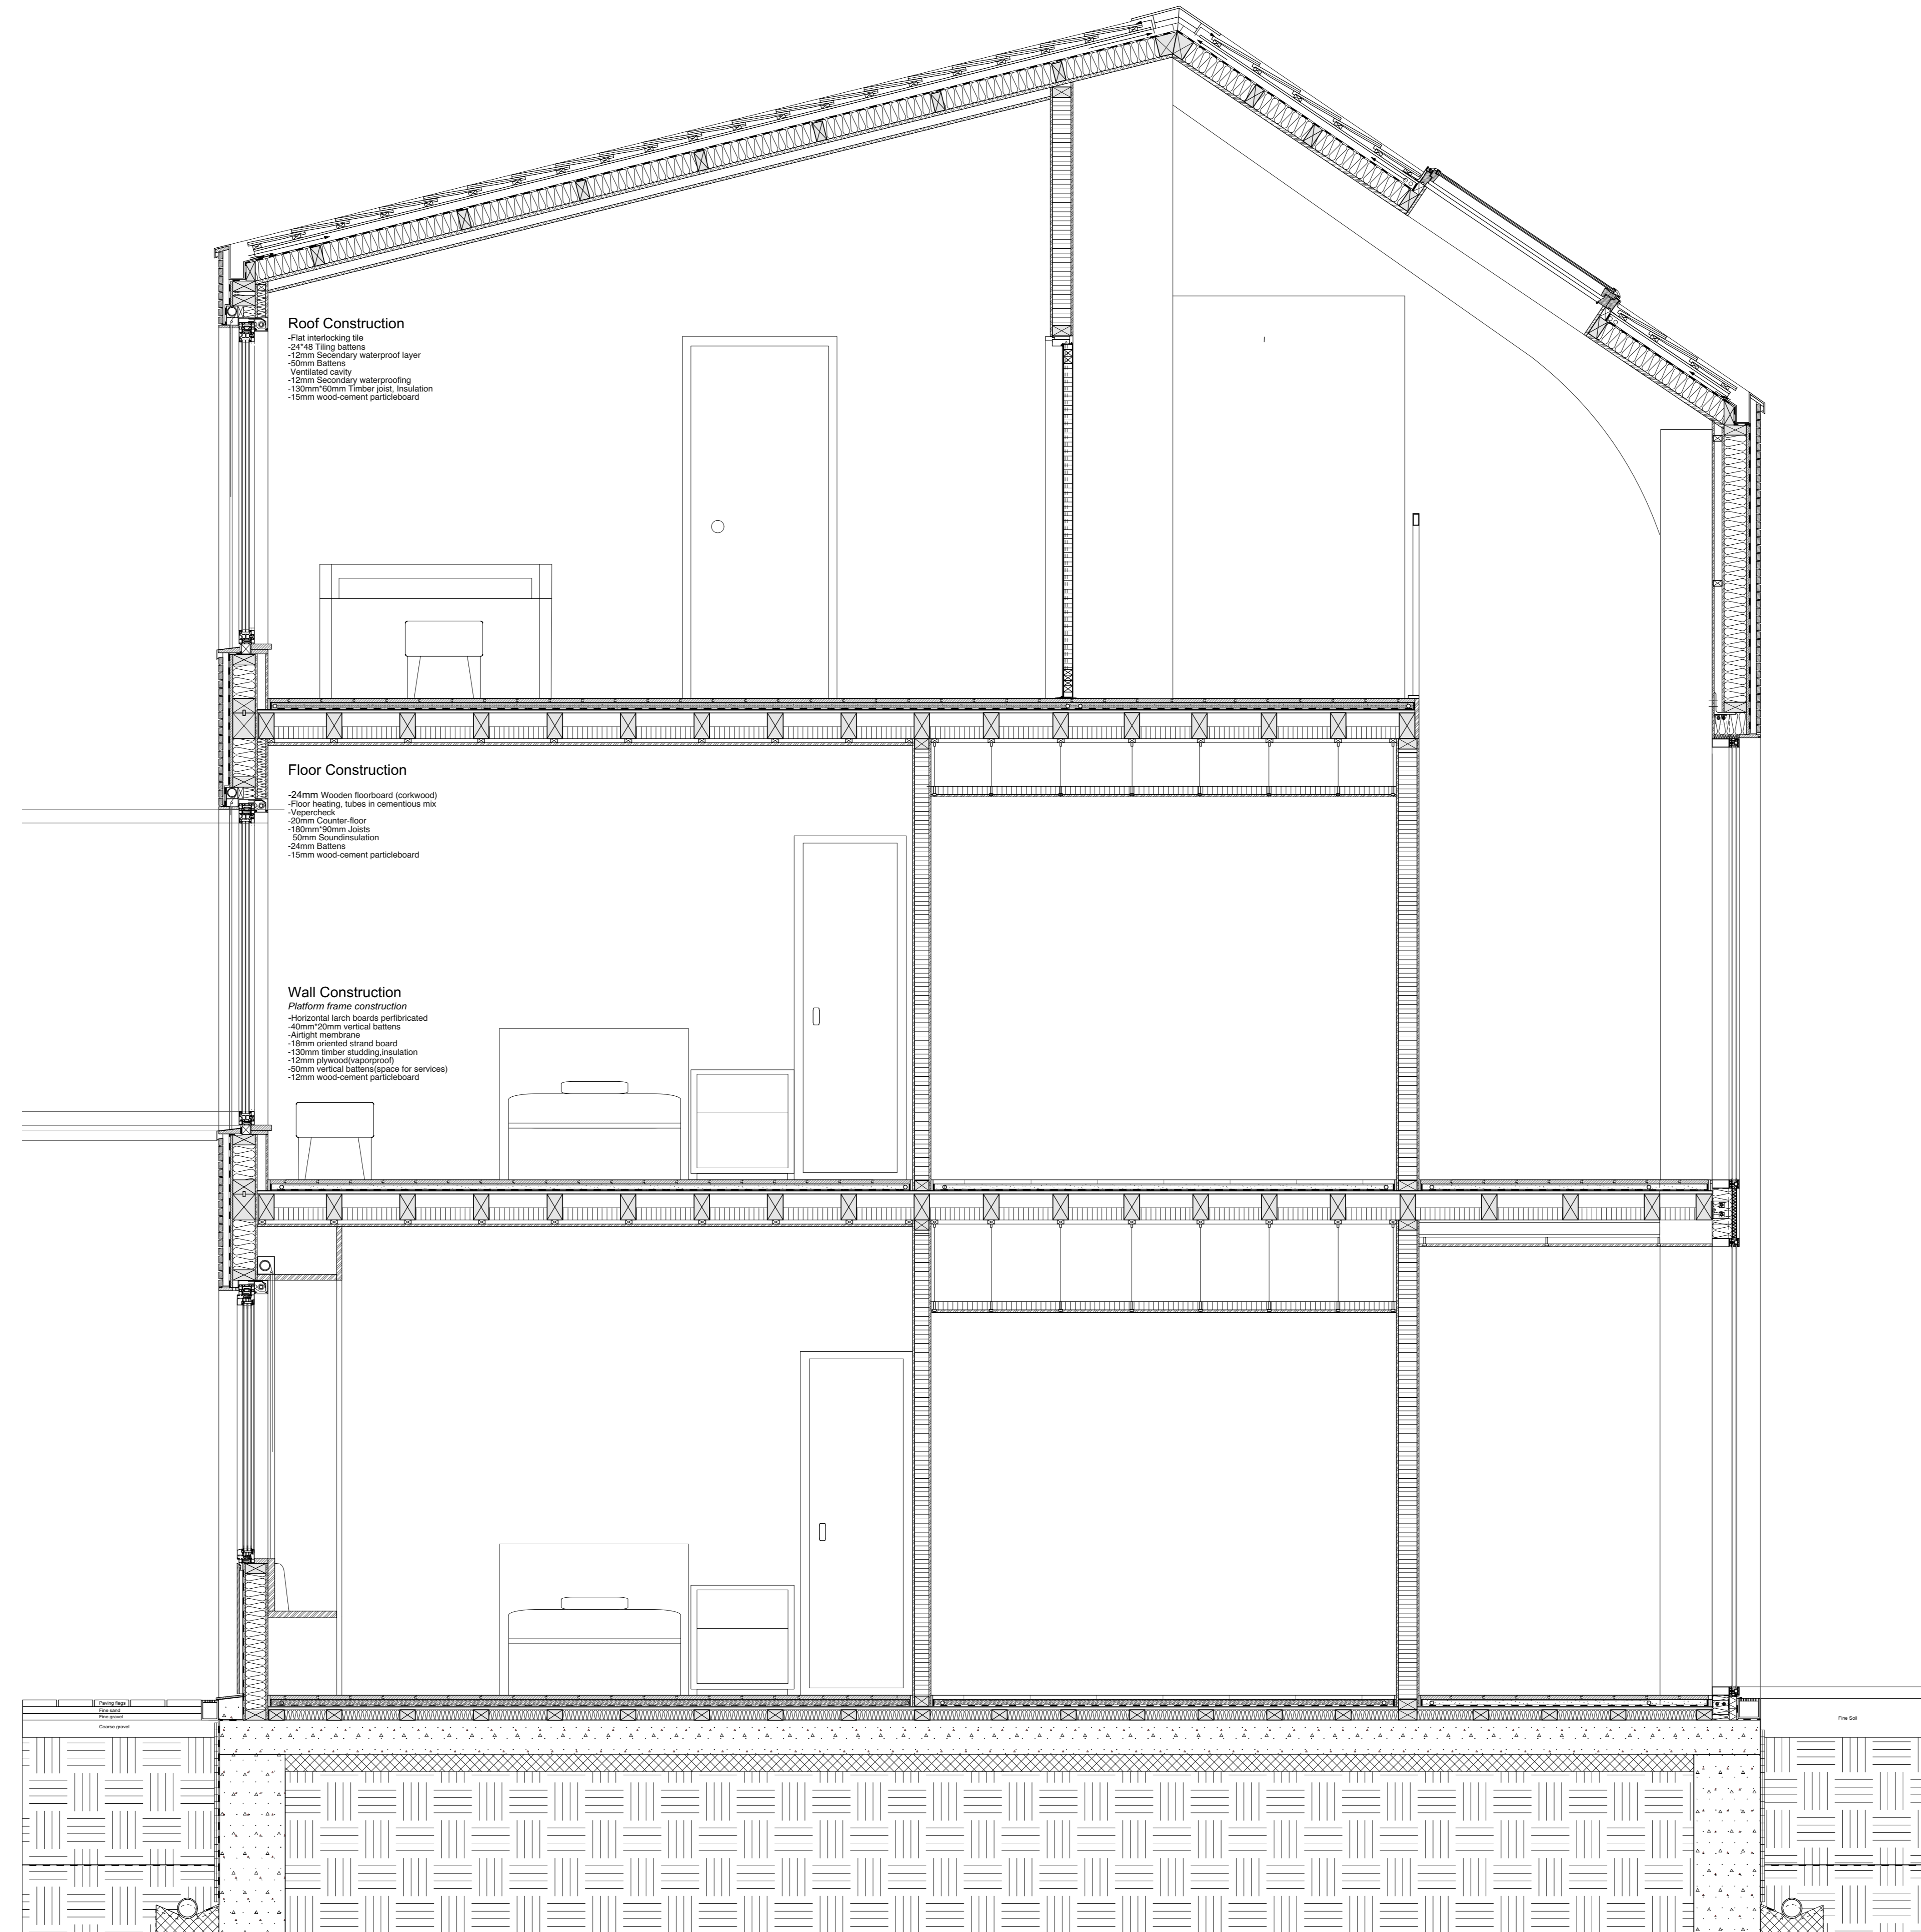 Roof Construction
-Flat interlocking tile
-24*48 Tiling battens
-12mm Secendary waterproof layer
-50mm Battens
Ventilated cavity
-12mm Secondary waterproofing
-130mm*60mm Timber joist, Insulation
-15mm wood-cement particleboard
Floor Construction
-24mm Wooden floorboard (corkwood)
-Floor heating, tubes in cementious mix
-Vepercheck
-20mm Counter-floor
-180mm*90mm Joists
50mm Soundinsulation
-24mm Battens
-15mm wood-cement particleboard
Wall Construction
Platform frame construction
-Horizontal larch boards perfibricated
-40mm*20mm vertical battens
-Airtight membrane
-18mm oriented strand board
-130mm timber studding,insulation
-12mm plywood(vaporproof)
-50mm vertical battens(space for services)
-12mm wood-cement particleboard
Paving flags
Fine sand
Fine gravel
Coarse gravel
Fine Soil